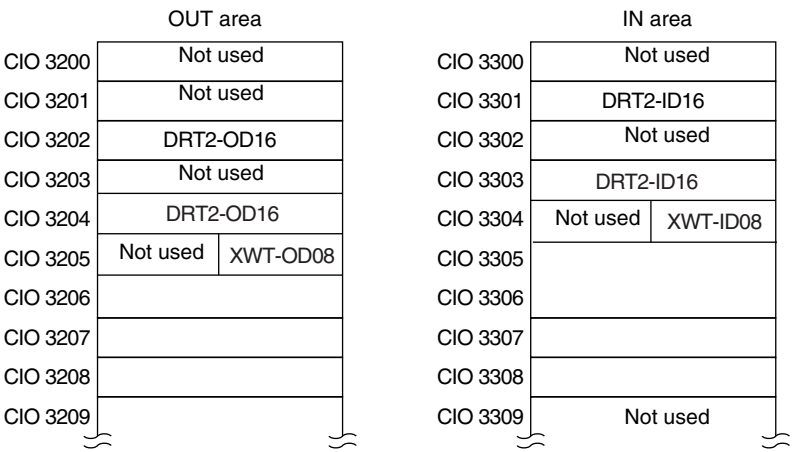 OUT area
CIO 3200 Not used
CIO 3201 Not used
CIO 3202 DRT2-OD16
CIO 3203 Not used
CIO 3204 DRT2-OD16
CIO 3205 Not used XWT-OD08
CIO 3206
CIO 3207
CIO 3208
CIO 3209
IN area
CIO 3300 Not used
CIO 3301 DRT2-ID16
CIO 3302 Not used
CIO 3303 DRT2-ID16
CIO 3304 Not used XWT-ID08
CIO 3305
CIO 3306
CIO 3307
CIO 3308
CIO 3309 Not used